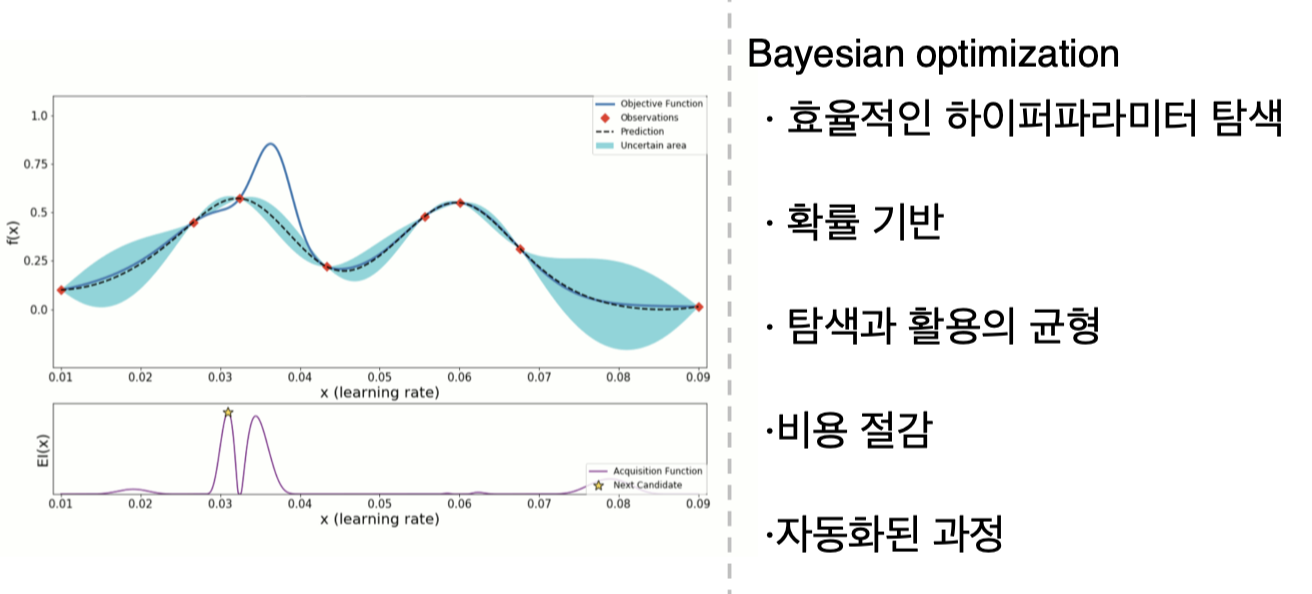 1.0
0.75
0.5
0.25
0.0
f(x)
Objective Function
Observations
Prediction
Uncertain area
0.01 0.02 0.03 0.04 0.05 0.06 0.07 0.08 0.09
x (learning rate)
EI(x)
Acquisition Function
Next Candidate
0.01 0.02 0.03 0.04 0.05 0.06 0.07 0.08 0.09
x (learning rate)
Bayesian optimization
· 효율적인 하이퍼파라미터 탐색
· 확률 기반
· 탐색과 활용의 균형
·비용 절감
·자동화된 과정